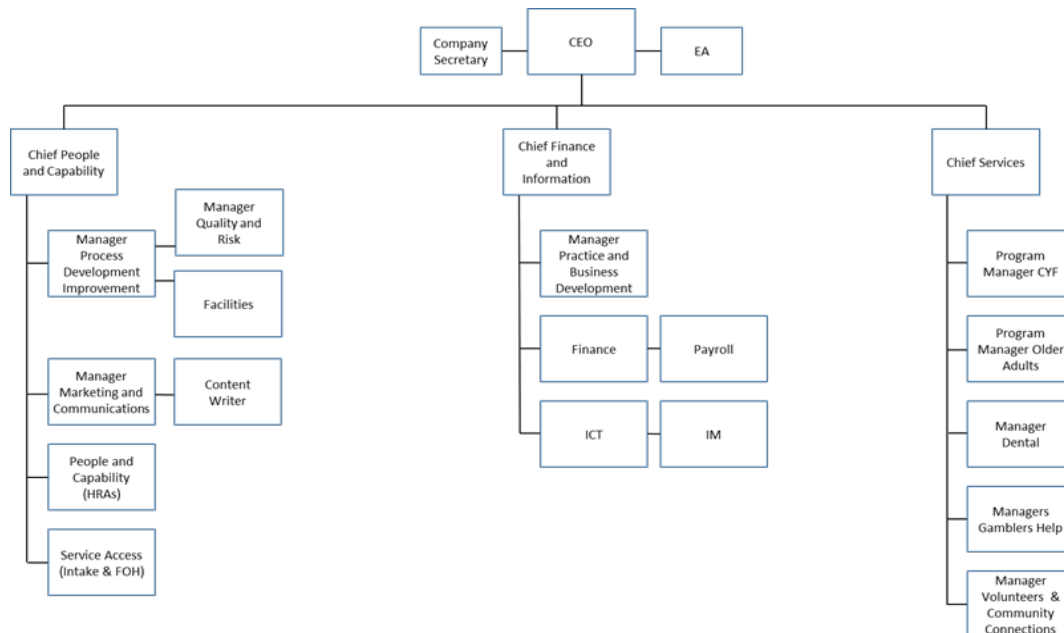 Company
Secretary
CEO
EA
Chief People
and Capability
Chief Finance
and
Information
Chief Services
Manager
Process
Development
Improvement
Manager
Quality and
Risk
Facilities
Manager
Marketing and
Communications
Content
Writer
People and
Capability
(HRAs)
Service Access
(Intake & FOH)
Manager
Practice and
Business
Development
Finance
Payroll
ICT
IM
Program
Manager CYF
Program
Manager Older
Adults
Manager
Dental
Managers
Gamblers Help
Manager
Volunteers &
Community
Connections